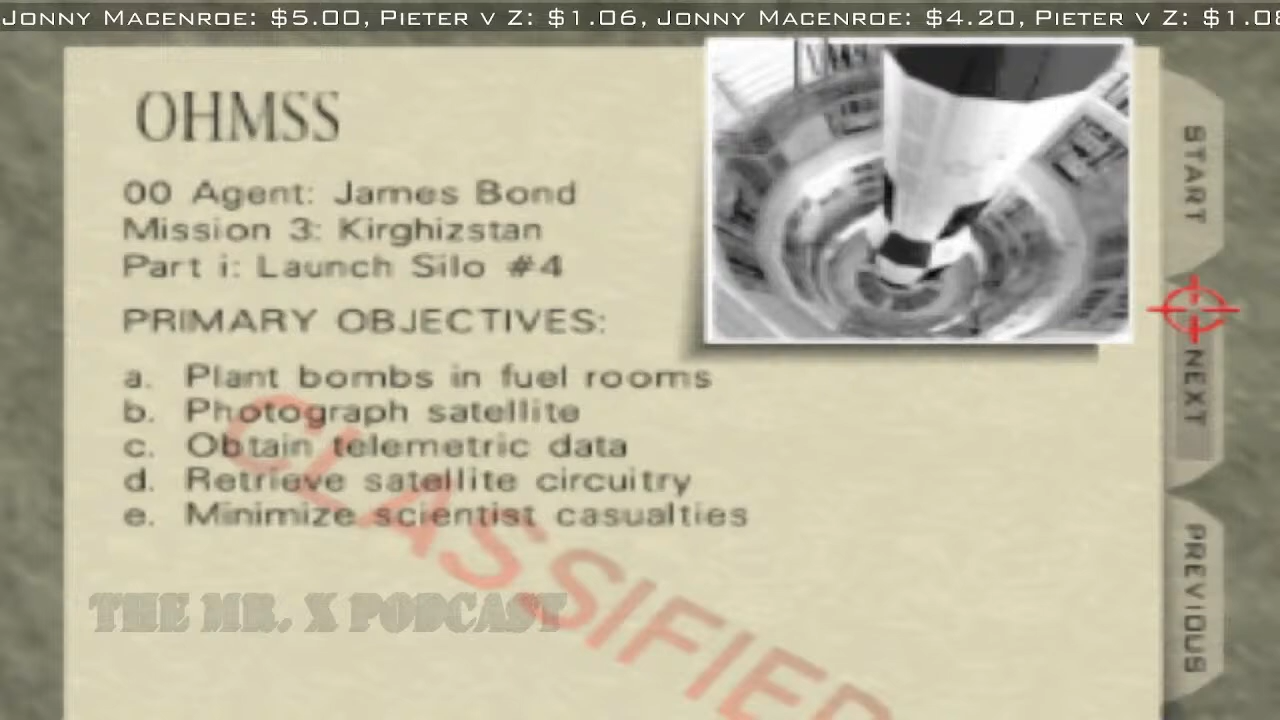 JONNY MACENROE: $5.00, PIETER V Z: $1.06, JONNY MACENROE: $4.20, PIETER V Z: $1.08
OHMSS
00 Agent: James Bond
Mission 3: Kirghizstan
Part i: Launch Silo #4
PRIMARY OBJECTIVES:
a. Plant bombs in fuel rooms
b. Photograph satellite
c. Obtain telemetric data
d. Retrieve satellite circuitry
e. Minimize scientist casualties
CLASSIFIED
THE MR. X PODCAST
START
NEXT
PREVIOUS